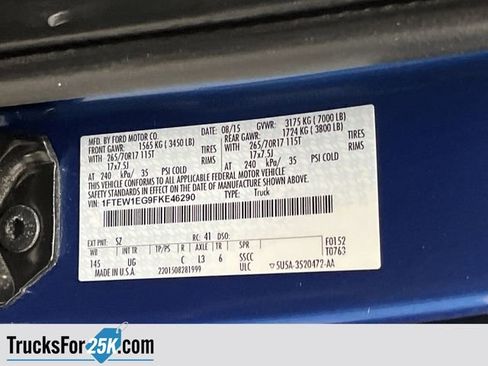 MFD. BY FORD MOTOR CO. 08/15 GVWR: 3175 KG ( 7000 LB)
FRONT GAWR: 1565 KG ( 3450 LB) REAR GAWR: 1724 KG ( 3800 LB)
WITH 265/70R17 115T TIRES WITH 265/70R17 115T TIRES
17x7.5J RIMS 17x7.5J RIMS
AT 240 kPa/ 35 PSI COLD AT 240 kPa/ 35 PSI COLD
THIS VEHICLE CONFORMS TO ALL APPLICABLE FEDERAL MOTOR VEHICLE
SAFETY STANDARDS IN EFFECT ON THE DATE OF MANUFACTURE SHOWN ABOVE.
VIN: 1FTEW1EG9FKE46290 TYPE: Truck
EXT PNT: SZ RC: 41 DSO: F0152
WB INT TR TP/PS R AXLE TR SPR T0763
145 UG C L3 6 SSCC
MADE IN U.S.A. 2201508281999 ULC ▽5U5A-3520472-AA
TrucksFor25K.com